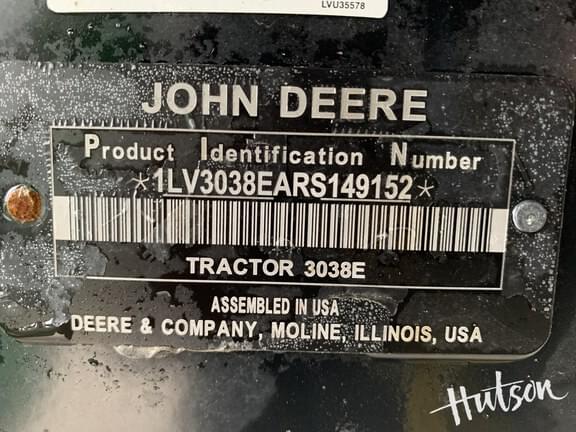 LVU35578
JOHN DEERE
Product Identification Number
*1LV3038EARS149152*
TRACTOR 3038E
ASSEMBLED IN USA
DEERE & COMPANY, MOLINE, ILLINOIS, USA
Hutson